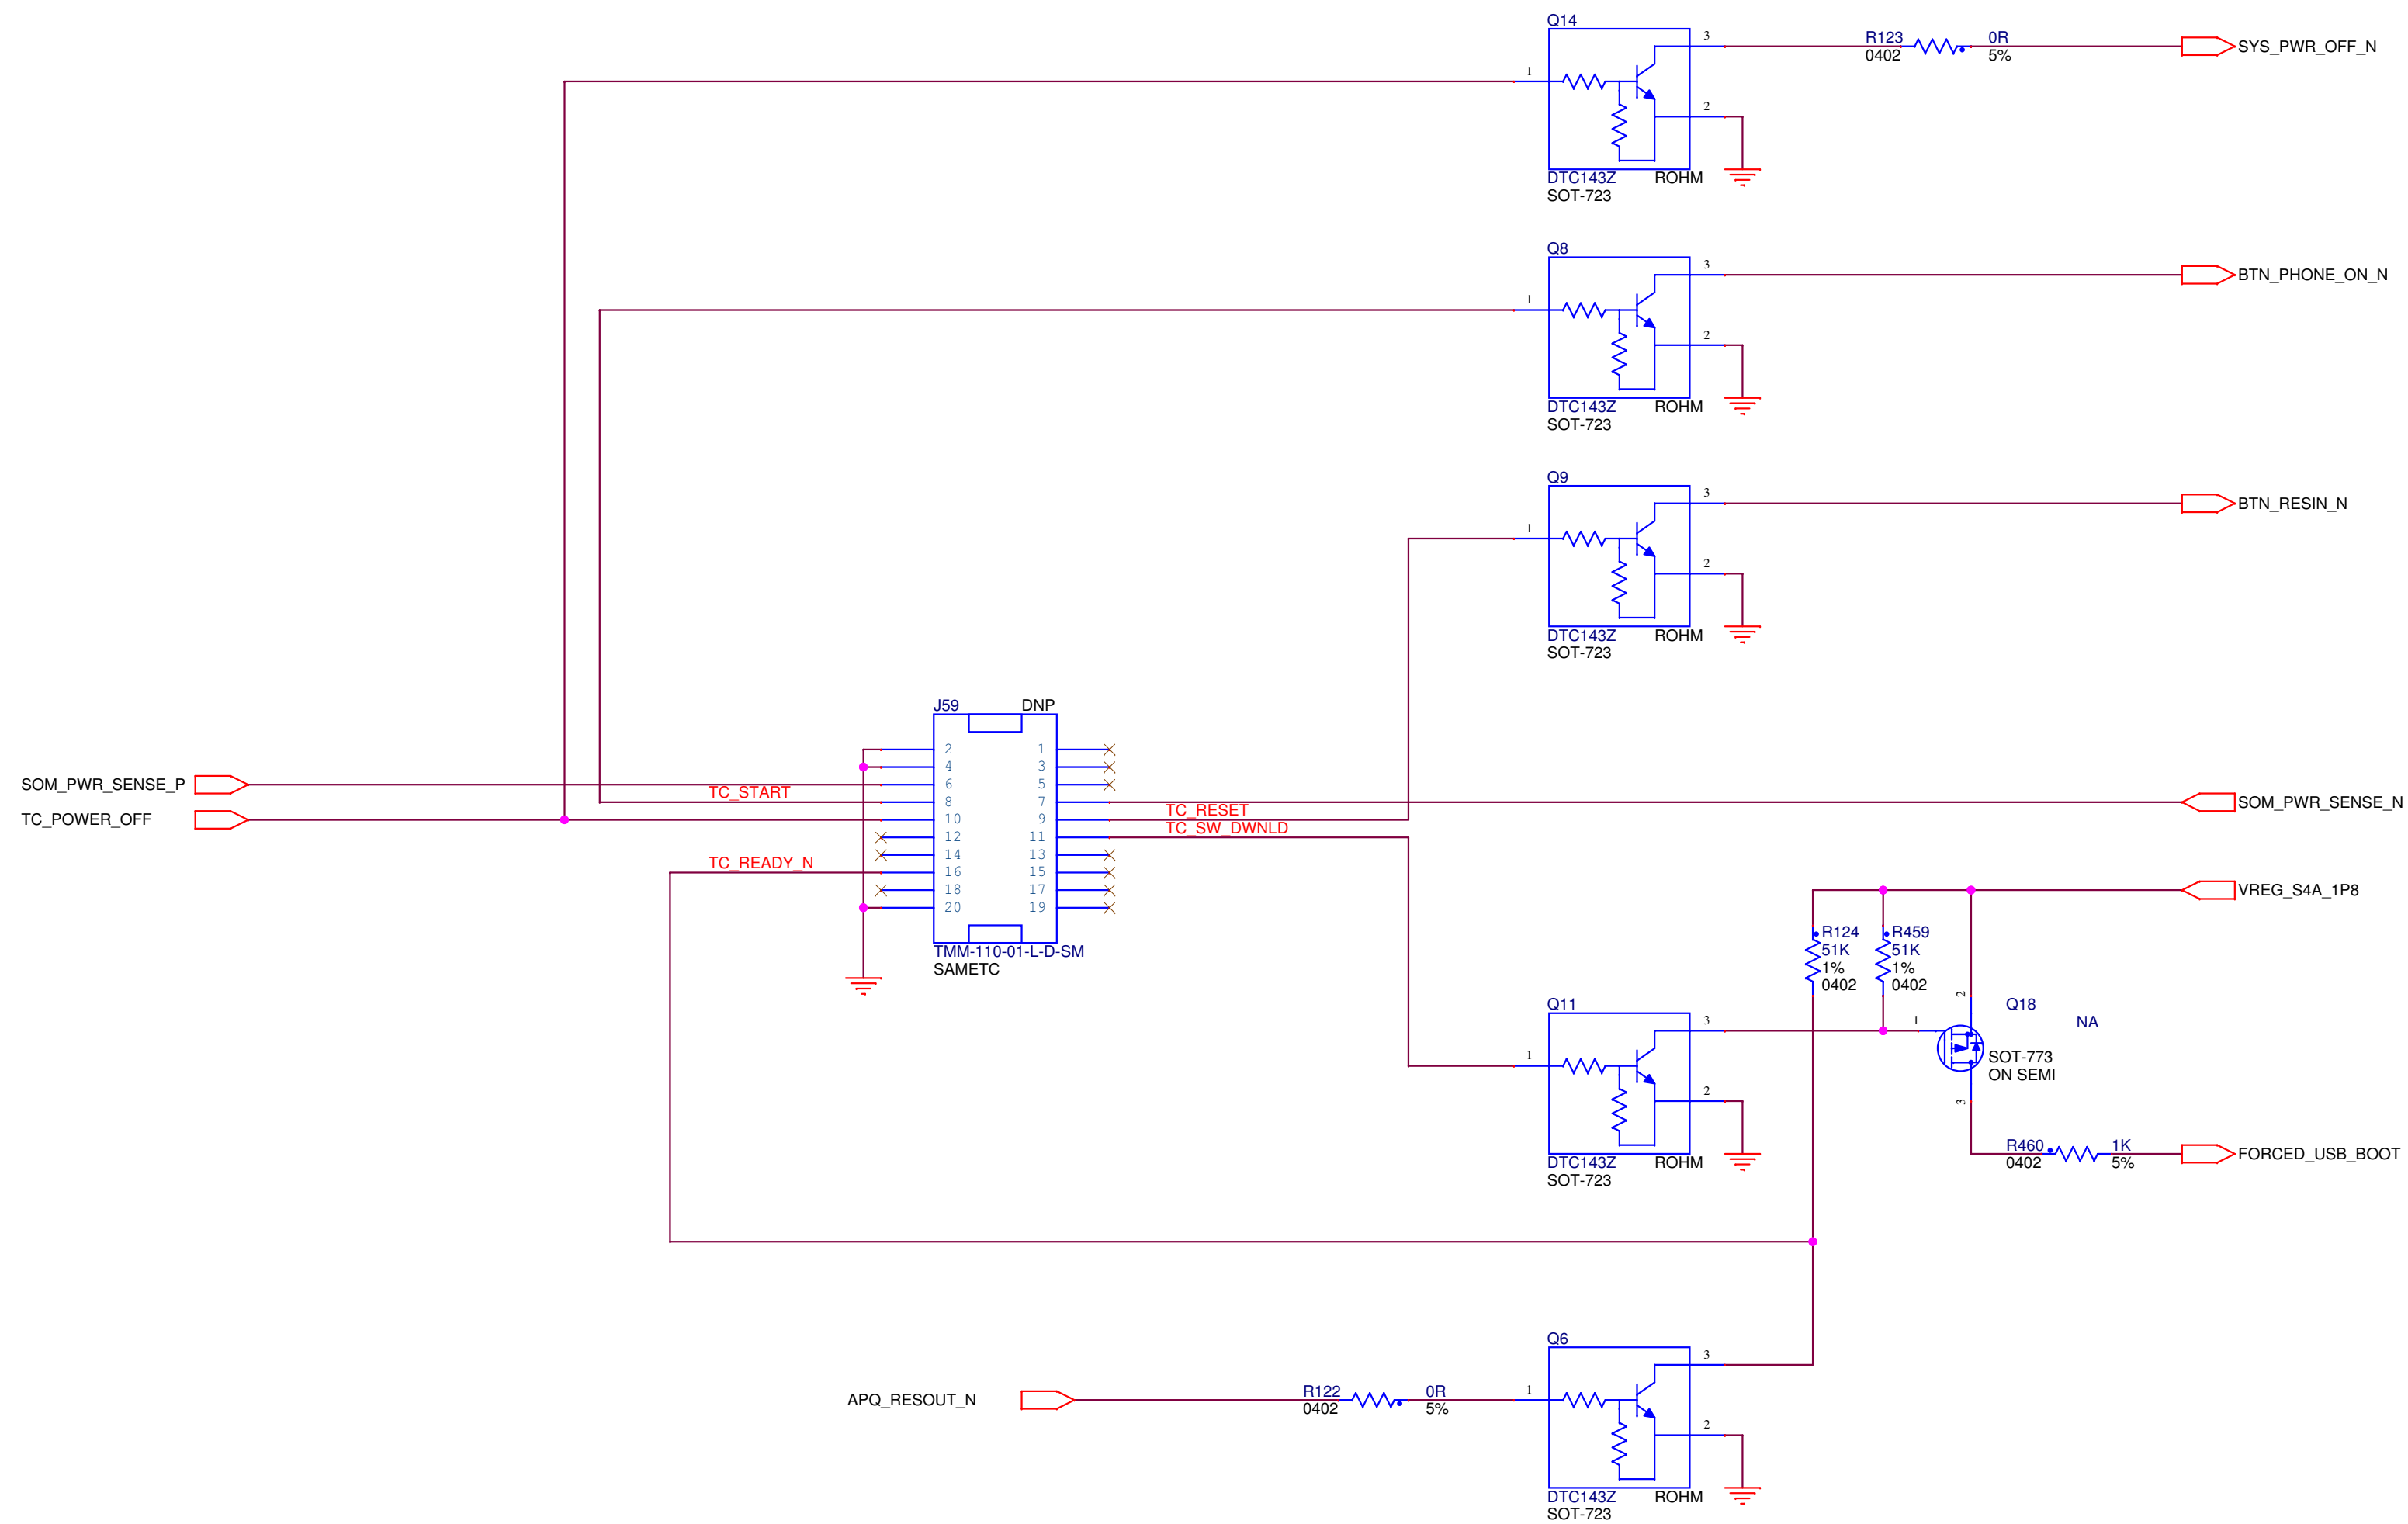 Q14
3
R123
0R
SYS_PWR_OFF_N
0402
5%
1
2
DTC143Z
ROHM
SOT-723
Q8
3
BTN_PHONE_ON_N
1
2
DTC143Z
ROHM
SOT-723
Q9
3
BTN_RESIN_N
1
2
DTC143Z
ROHM
SOT-723
J59
DNP
2
1
4
3
SOM_PWR_SENSE_P
6
5
TC_START
8
7
SOM_PWR_SENSE_N
TC_RESET
TC_POWER_OFF
10
9
TC_SW_DWNLD
12
11
14
13
TC_READY_N
16
15
18
17
VREG_S4A_1P8
20
19
TMM-110-01-L-D-SM
SAMETC
R124
51K
1%
0402
R459
51K
1%
0402
Q11
3
1
2
DTC143Z
ROHM
SOT-723
2
Q18
NA
1
SOT-773
ON SEMI
3
R460
1K
FORCED_USB_BOOT
0402
5%
Q6
3
APQ_RESOUT_N
R122
0R
0402
5%
1
2
DTC143Z
ROHM
SOT-723